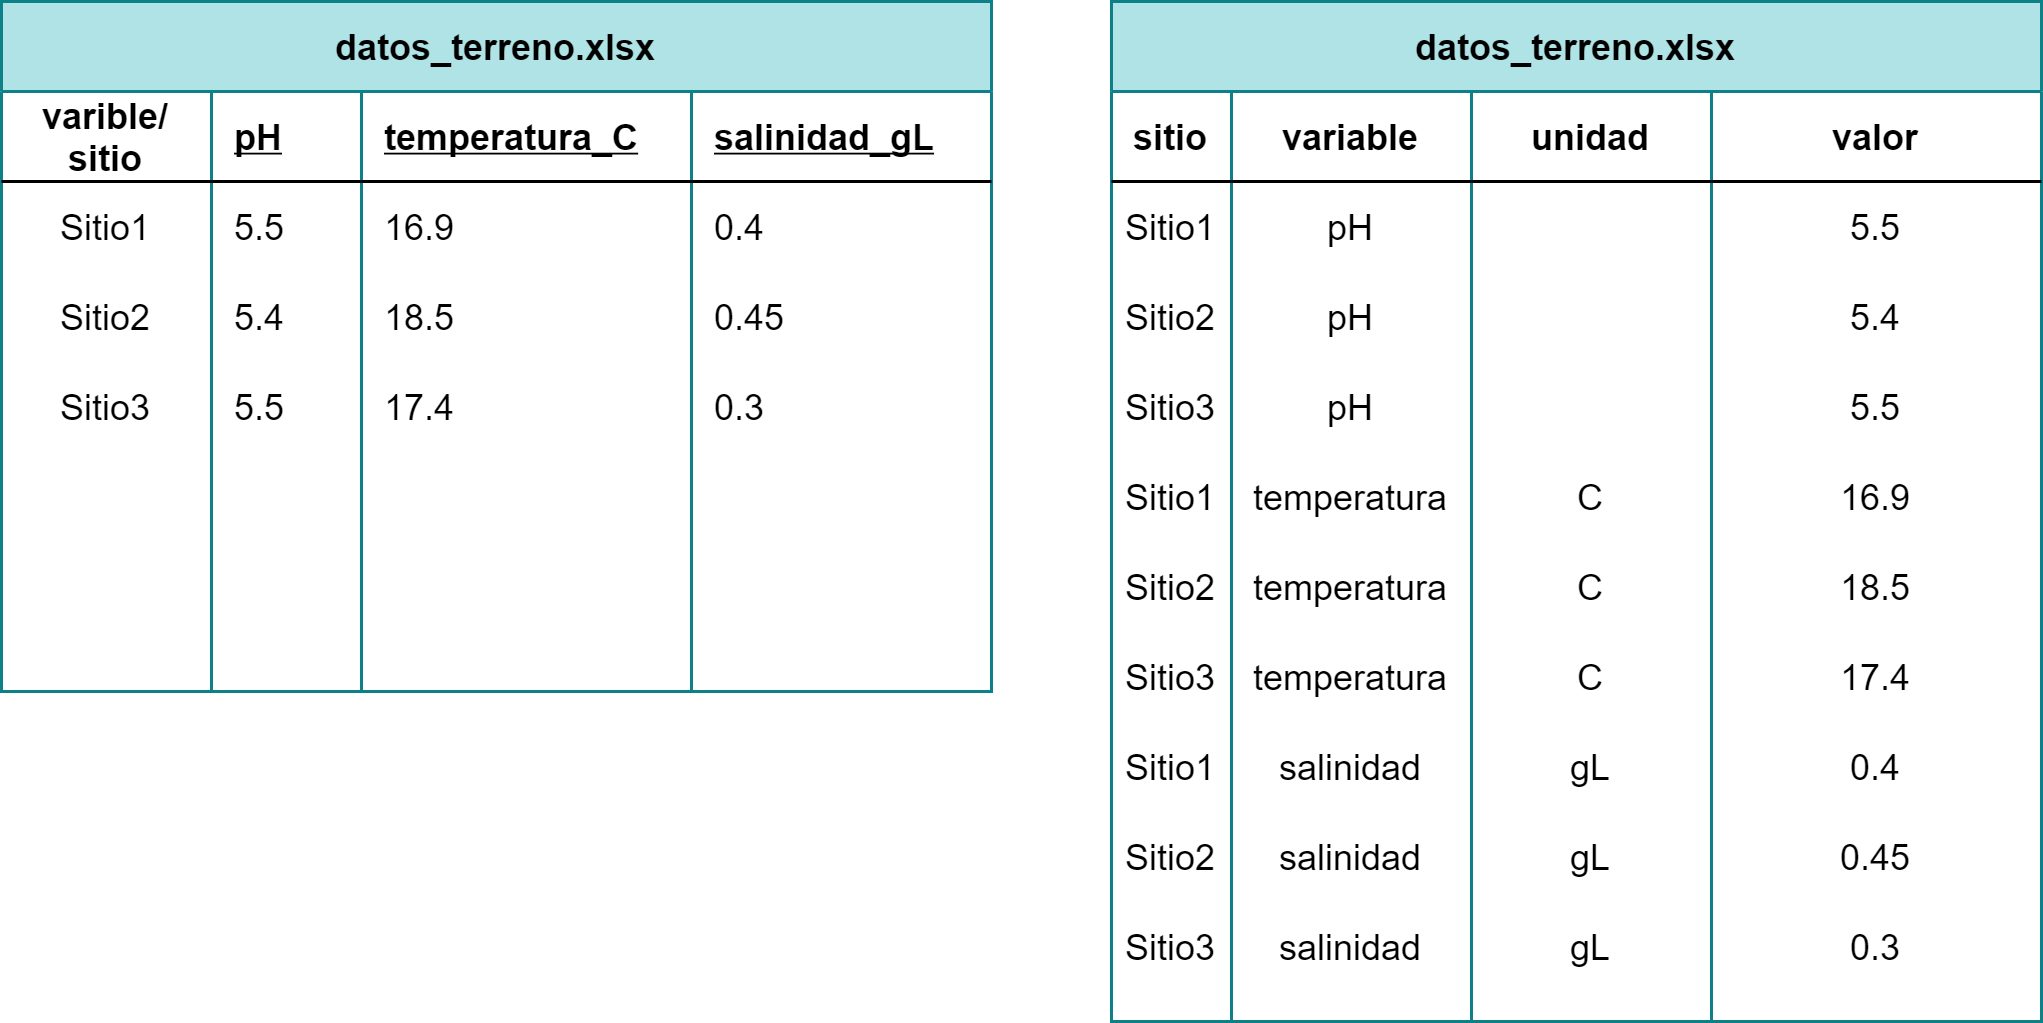 datos_terreno.xlsx
varible/
sitio pH temperatura_C salinidad_gL
Sitio1 5.5 16.9 0.4
Sitio2 5.4 18.5 0.45
Sitio3 5.5 17.4 0.3
datos_terreno.xlsx
sitio variable unidad valor
Sitio1 pH 5.5
Sitio2 pH 5.4
Sitio3 pH 5.5
Sitio1 temperatura C 16.9
Sitio2 temperatura C 18.5
Sitio3 temperatura C 17.4
Sitio1 salinidad gL 0.4
Sitio2 salinidad gL 0.45
Sitio3 salinidad gL 0.3